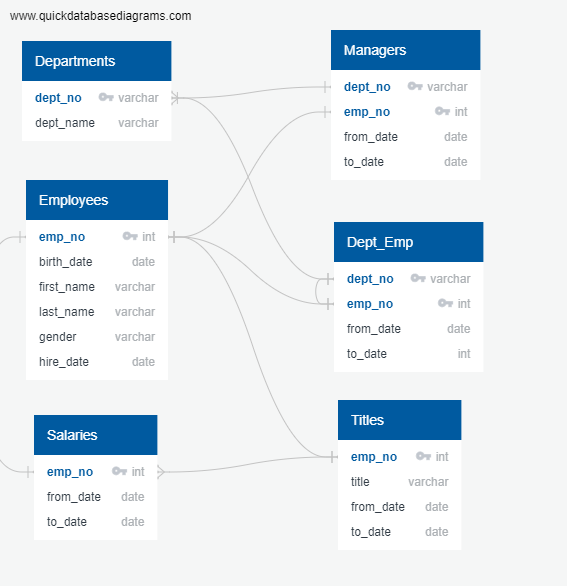 www.quickdatabasediagrams.com
Departments
dept_no varchar
dept_name varchar
Managers
dept_no varchar
emp_no int
from_date date
to_date date
Employees
emp_no int
birth_date date
first_name varchar
last_name varchar
gender varchar
hire_date date
Dept_Emp
dept_no varchar
emp_no int
from_date date
to_date int
Salaries
emp_no int
from_date date
to_date date
Titles
emp_no int
title varchar
from_date date
to_date date